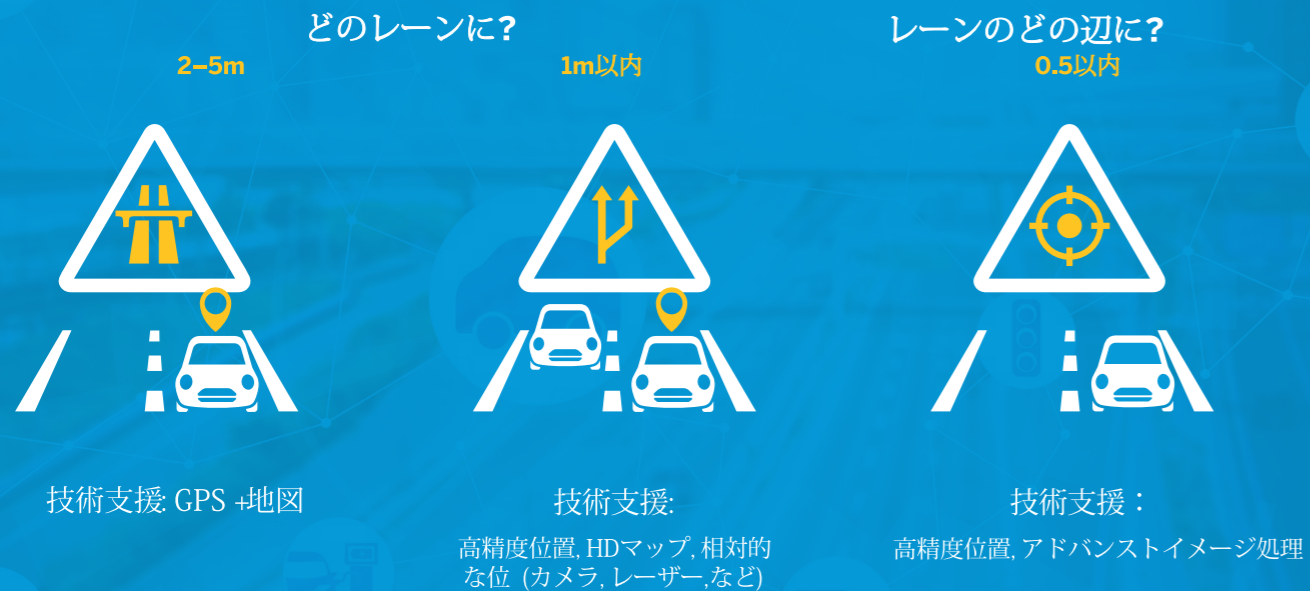 どのレーンに?
2–5m
1m以内
レーンのどの辺に?
0.5以内
技術支援: GPS +地図
技術支援:
高精度位置, HDマップ, 相対的
な位 (カメラ, レーザー,など)
技術支援：
高精度位置, アドバンストイメージ処理